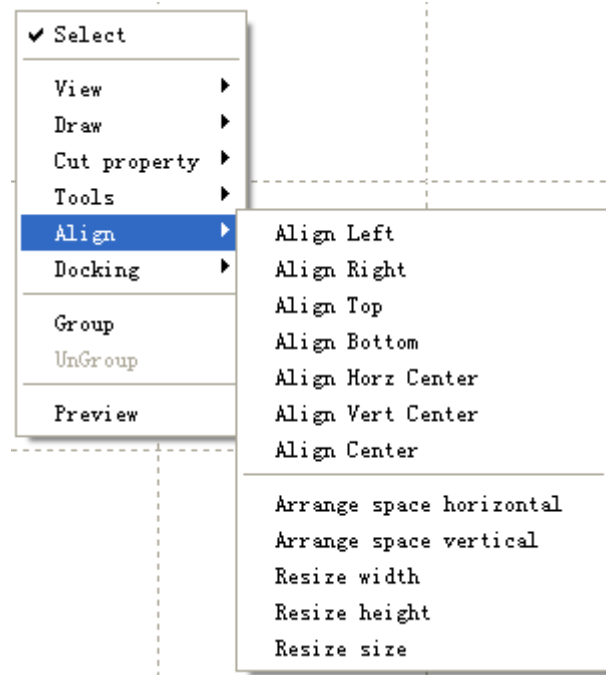 Select
View
Draw
Cut property
Tools
Align
Docking
Group
UnGroup
Preview
Align Left
Align Right
Align Top
Align Bottom
Align Horz Center
Align Vert Center
Align Center
Arrange space horizontal
Arrange space vertical
Resize width
Resize height
Resize size